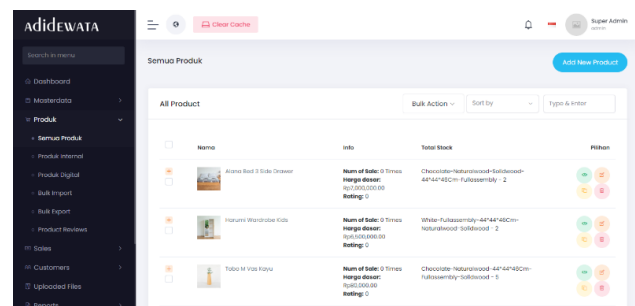 AdidEWATA
Clear Cache
Super Admin
admin
Search in menu
Dashboard
Masterdata
Produk
Semua Produk
Produk Internal
Produk Digital
Bulk Import
Bulk Export
Product Reviews
Sales
Customers
Uploaded Files
Reports
Semua Produk
Add New Product
All Product
Bulk Action
Sort by
Type & Enter
Name
Info
Total Stock
Pilihan
Alana Bed 3 Side Drawer
Num of Sale: 0 Times
Harga dasar:
Rp7,000,000.00
Rating: 0
Chocolate-Naturalwood-Solidwood-
44*44*46Cm-Fullassembly - 2
Harumi Wardrobe Kids
Num of Sale: 0 Times
Harga dasar:
Rp6,500,000.00
Rating: 0
White-Fullassembly-44*44*46Cm-
Naturalwood-Solidwood - 2
Tobe M Vas Kayu
Num of Sale: 0 Times
Harga dasar:
Rp80,000.00
Rating: 0
Chocolate-Naturalwood-44*44*46Cm-
Fullassembly-Solidwood - 5